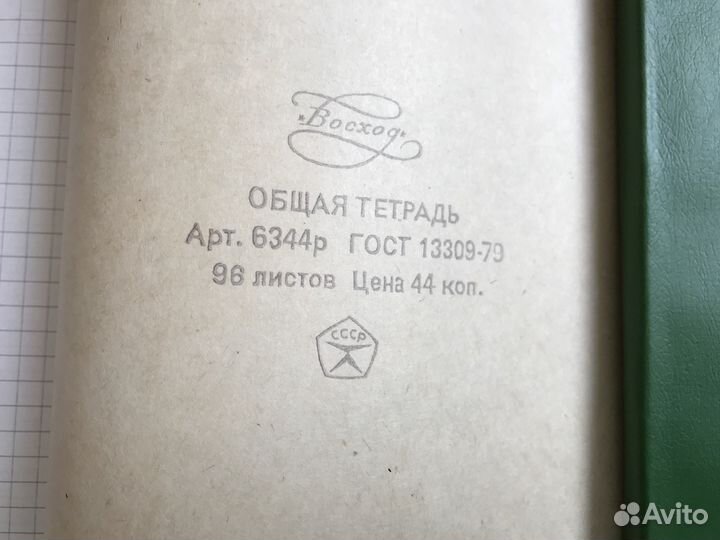 "Восход"
ОБЩАЯ ТЕТРАДЬ
Арт. 6344р ГОСТ 13309-79
96 листов Цена 44 коп.
СССР
Avito